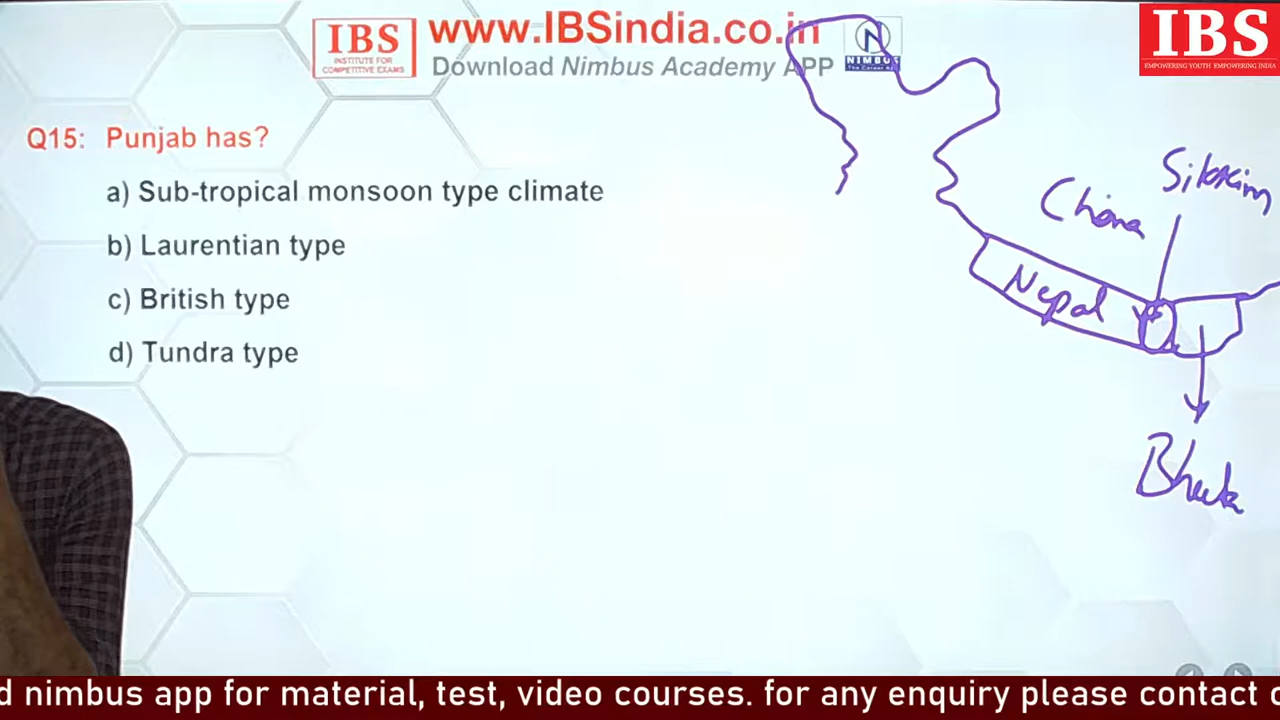 IBS
INSTITUTE FOR
COMPETITIVE EXAMS
www.IBSindia.co.in
Download Nimbus Academy APP
N
NIMBUS
IBS
EMPOWERING YOUTH EMPOWERING INDIA
Q15: Punjab has?
a) Sub-tropical monsoon type climate
b) Laurentian type
c) British type
d) Tundra type
Sikkim
China
Nepal
d nimbus app for material, test, video courses. for any enquiry please contact